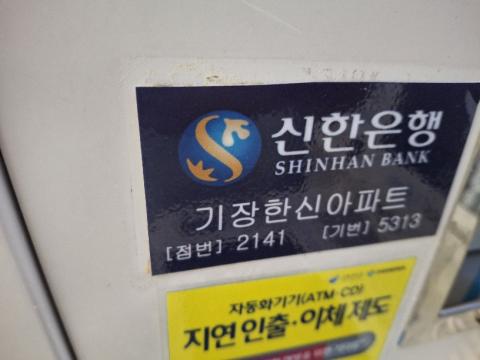 신한은행
SHINHAN BANK
기장한신아파트
[점번] 2141 [기번] 5313
자동화기기(ATM·CD)
지연인출·이체제도